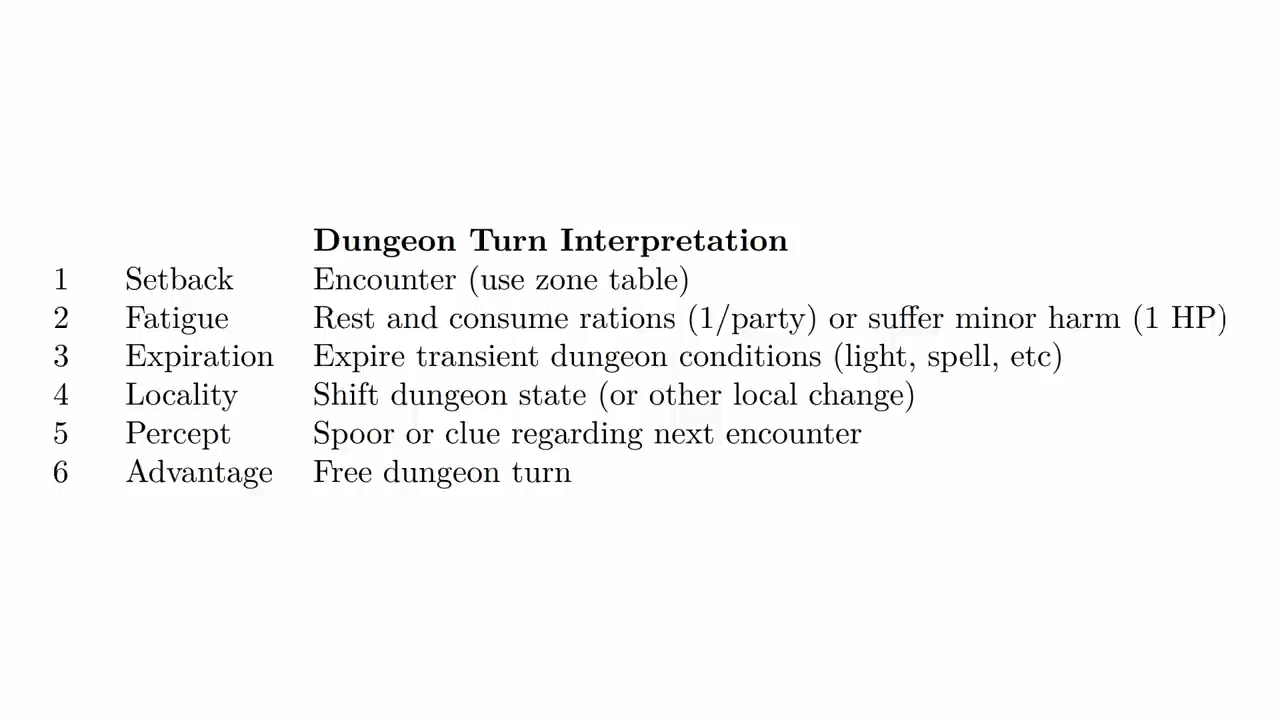 Dungeon Turn Interpretation
1 Setback Encounter (use zone table)
2 Fatigue Rest and consume rations (1/party) or suffer minor harm (1 HP)
3 Expiration Expire transient dungeon conditions (light, spell, etc)
4 Locality Shift dungeon state (or other local change)
5 Percept Spoor or clue regarding next encounter
6 Advantage Free dungeon turn